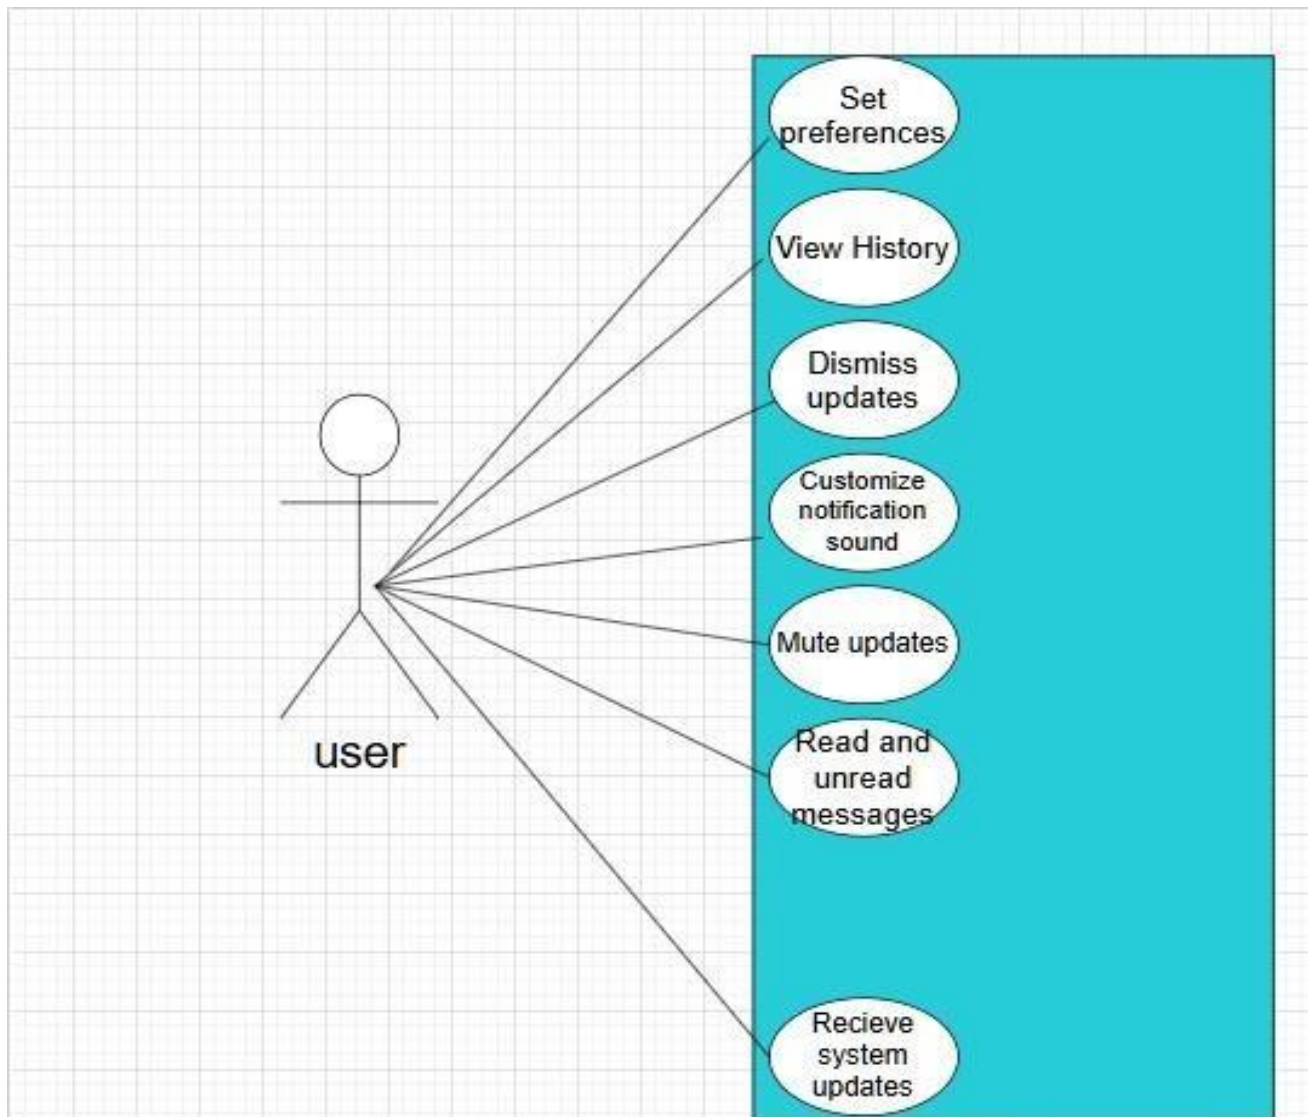 Set
preferences
View History
Dismiss
updates
Customize
notification
sound
Mute updates
user
Read and
unread
messages
Recieve
system
updates